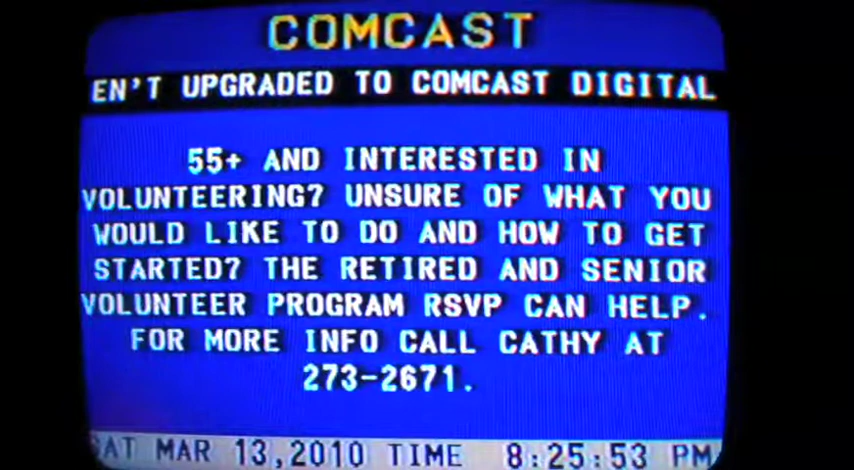 COMCAST
EN'T UPGRADED TO COMCAST DIGITAL
55+ AND INTERESTED IN
VOLUNTEERING? UNSURE OF WHAT YOU
WOULD LIKE TO DO AND HOW TO GET
STARTED? THE RETIRED AND SENIOR
VOLUNTEER PROGRAM RSVP CAN HELP.
FOR MORE INFO CALL CATHY AT
273-2671.
SAT MAR 13,2010 TIME 8:25:53 PM